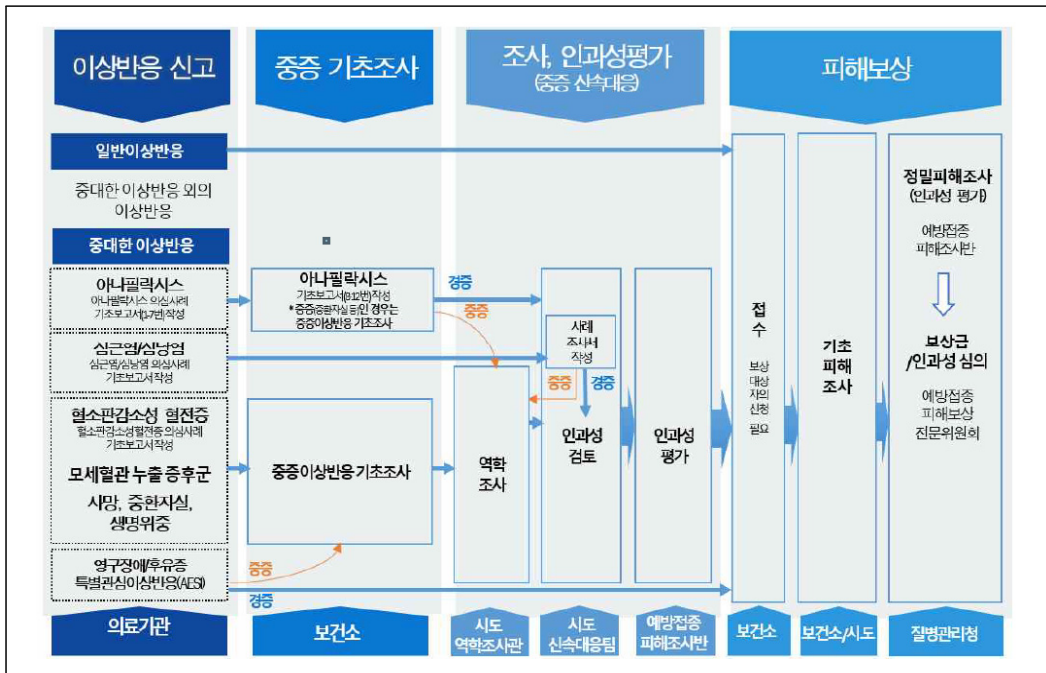 이상반응 신고
중증 기초조사
조사, 인과성평가
(중증 신속대응)
피해보상
일반이상반응
중대한 이상반응 외의
이상반응
중대한 이상반응
아나필락시스
아나필락시스 의심사례
기초보고서(1-7번)작성
심근염/심낭염
심근염/심낭염 의심사례
기초보고서작성
혈소판감소성 혈전증
혈소판감소성혈전증 의심사례
기초보고서작성
모세혈관 누출 증후군
사망, 중환자실,
생명위중
영구장애/후유증
특별관심이상반응(AESI)
의료기관
아나필락시스
기초보고서(8-12번)작성
* 중증(중환자실 등)인 경우는
중증이상반응 기초조사
중증이상반응 기초조사
중증
경증
보건소
경증
중증
역학
조사
시도
역학조사관
사례
조사서
작성
중증
경증
인과성
검토
시도
신속대응팀
인과성
평가
예방접종
피해조사반
접
수
보상
대상
자의
신청
필요
보건소
기초
피해
조사
보건소/시도
정밀피해조사
(인과성 평가)
예방접종
피해조사반
보상금
/인과성 심의
예방접종
피해보상
전문위원회
질병관리청